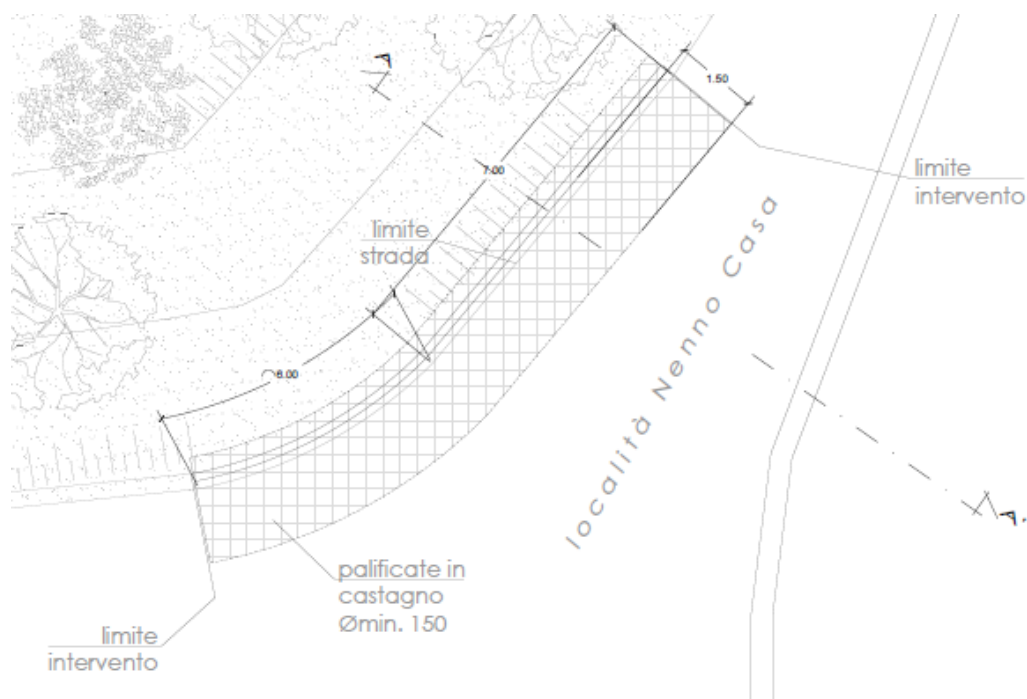 A
1.50
7.00
limite
intervento
limite
strada
6.00
località Nenno Casa
A.
palificate in
castagno
Ømin. 150
limite
intervento